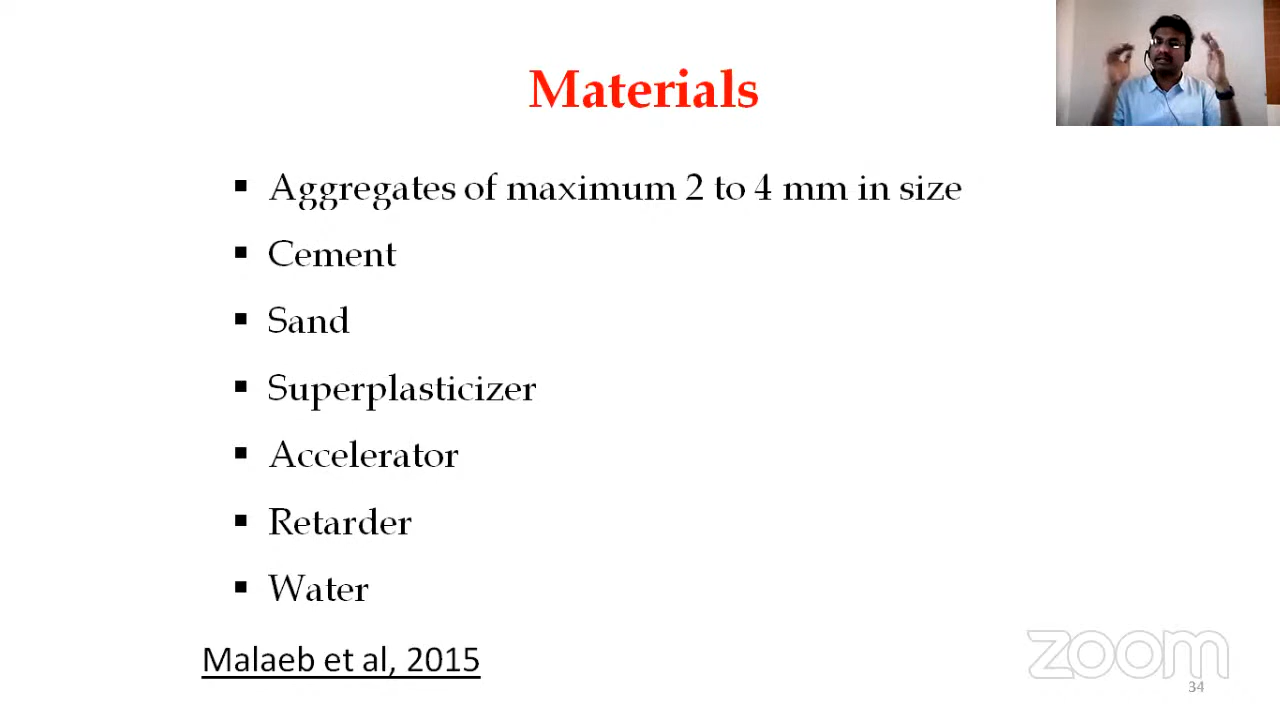 Materials
▪ Aggregates of maximum 2 to 4 mm in size
▪ Cement
▪ Sand
▪ Superplasticizer
▪ Accelerator
▪ Retarder
▪ Water
Malaeb et al, 2015
zoom
34